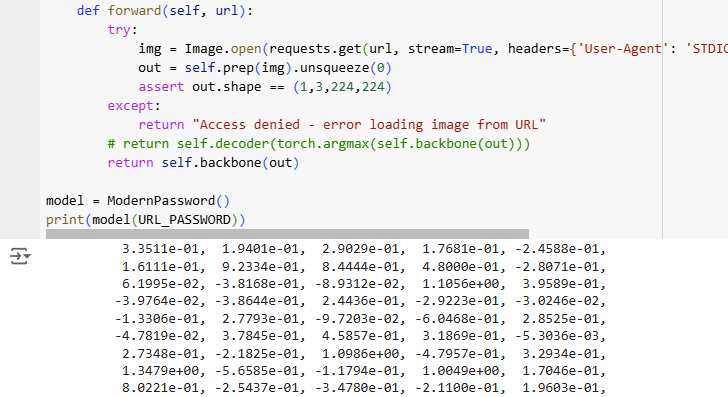 def forward(self, url):
try:
img = Image.open(requests.get(url, stream=True, headers={'User-Agent': 'STDIC
out = self.prep(img).unsqueeze(0)
assert out.shape == (1,3,224,224)
except:
return "Access denied - error loading image from URL"
# return self.decoder(torch.argmax(self.backbone(out)))
return self.backbone(out)
model = ModernPassword()
print(model(URL_PASSWORD))
3.3511e-01, 1.9401e-01, 2.9029e-01, 1.7681e-01, -2.4588e-01,
1.6111e-01, 9.2334e-01, 8.4444e-01, 4.8000e-01, -2.8071e-01,
6.1995e-02, -3.8168e-01, -8.9312e-02, 1.1056e+00, 3.9589e-01,
-3.9764e-02, -3.8644e-01, 2.4436e-01, -2.9223e-01, -3.0246e-02,
-1.3306e-01, 2.7793e-01, -9.7203e-02, -6.0468e-01, 2.8525e-01,
-4.7819e-02, 3.7845e-01, 4.5857e-01, 3.1869e-01, -5.3036e-03,
2.7348e-01, -2.1825e-01, 1.0986e+00, -4.7957e-01, 3.2934e-01,
1.3479e+00, -5.6585e-01, -1.1794e-01, 1.0049e+00, 1.7046e-01,
8.0221e-01, -2.5437e-01, -3.4780e-01, -2.1100e-01, 1.9603e-01,